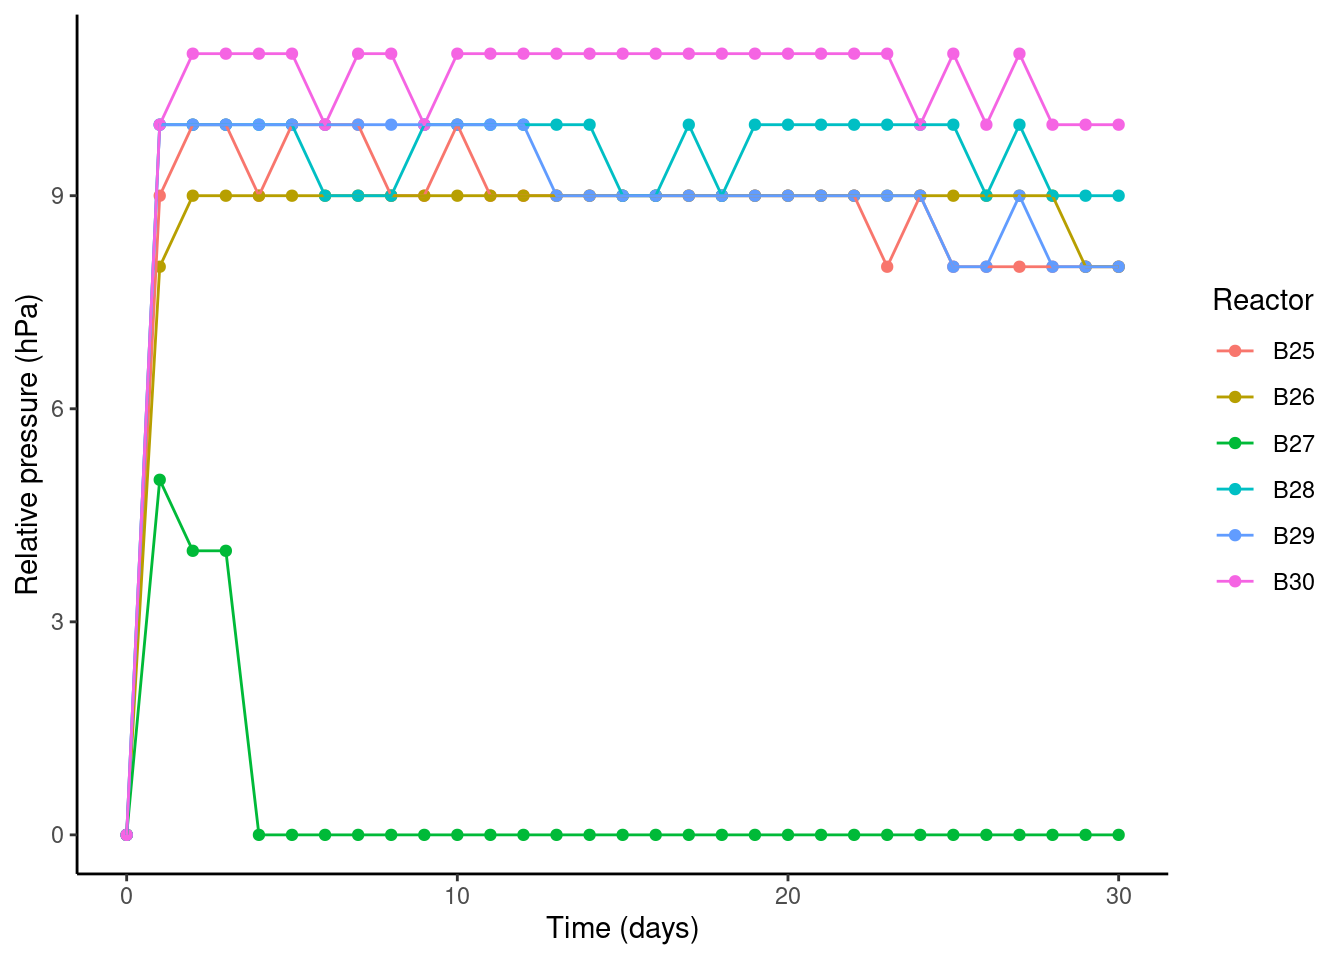 Relative pressure (hPa)
9
6
3
0
0 10 20 30
Time (days)
Reactor
B25
B26
B27
B28
B29
B30